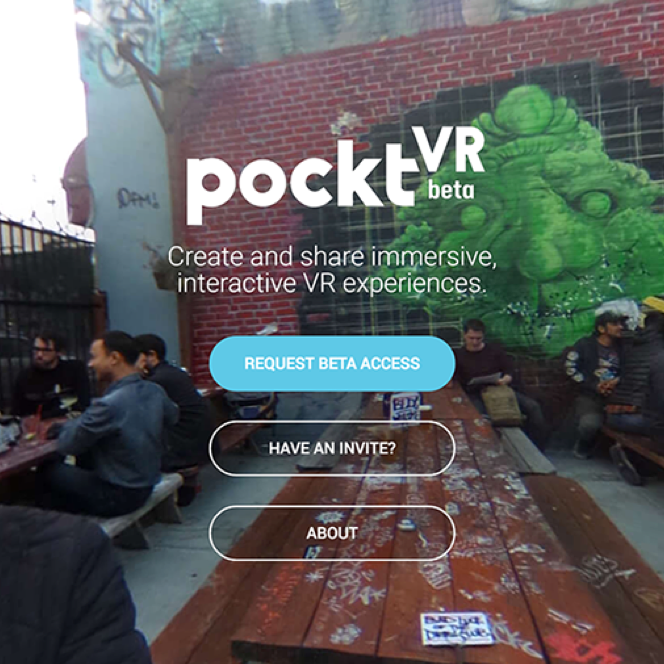 pocktVR
beta
Create and share immersive,
interactive VR experiences.
REQUEST BETA ACCESS
HAVE AN INVITE?
ABOUT